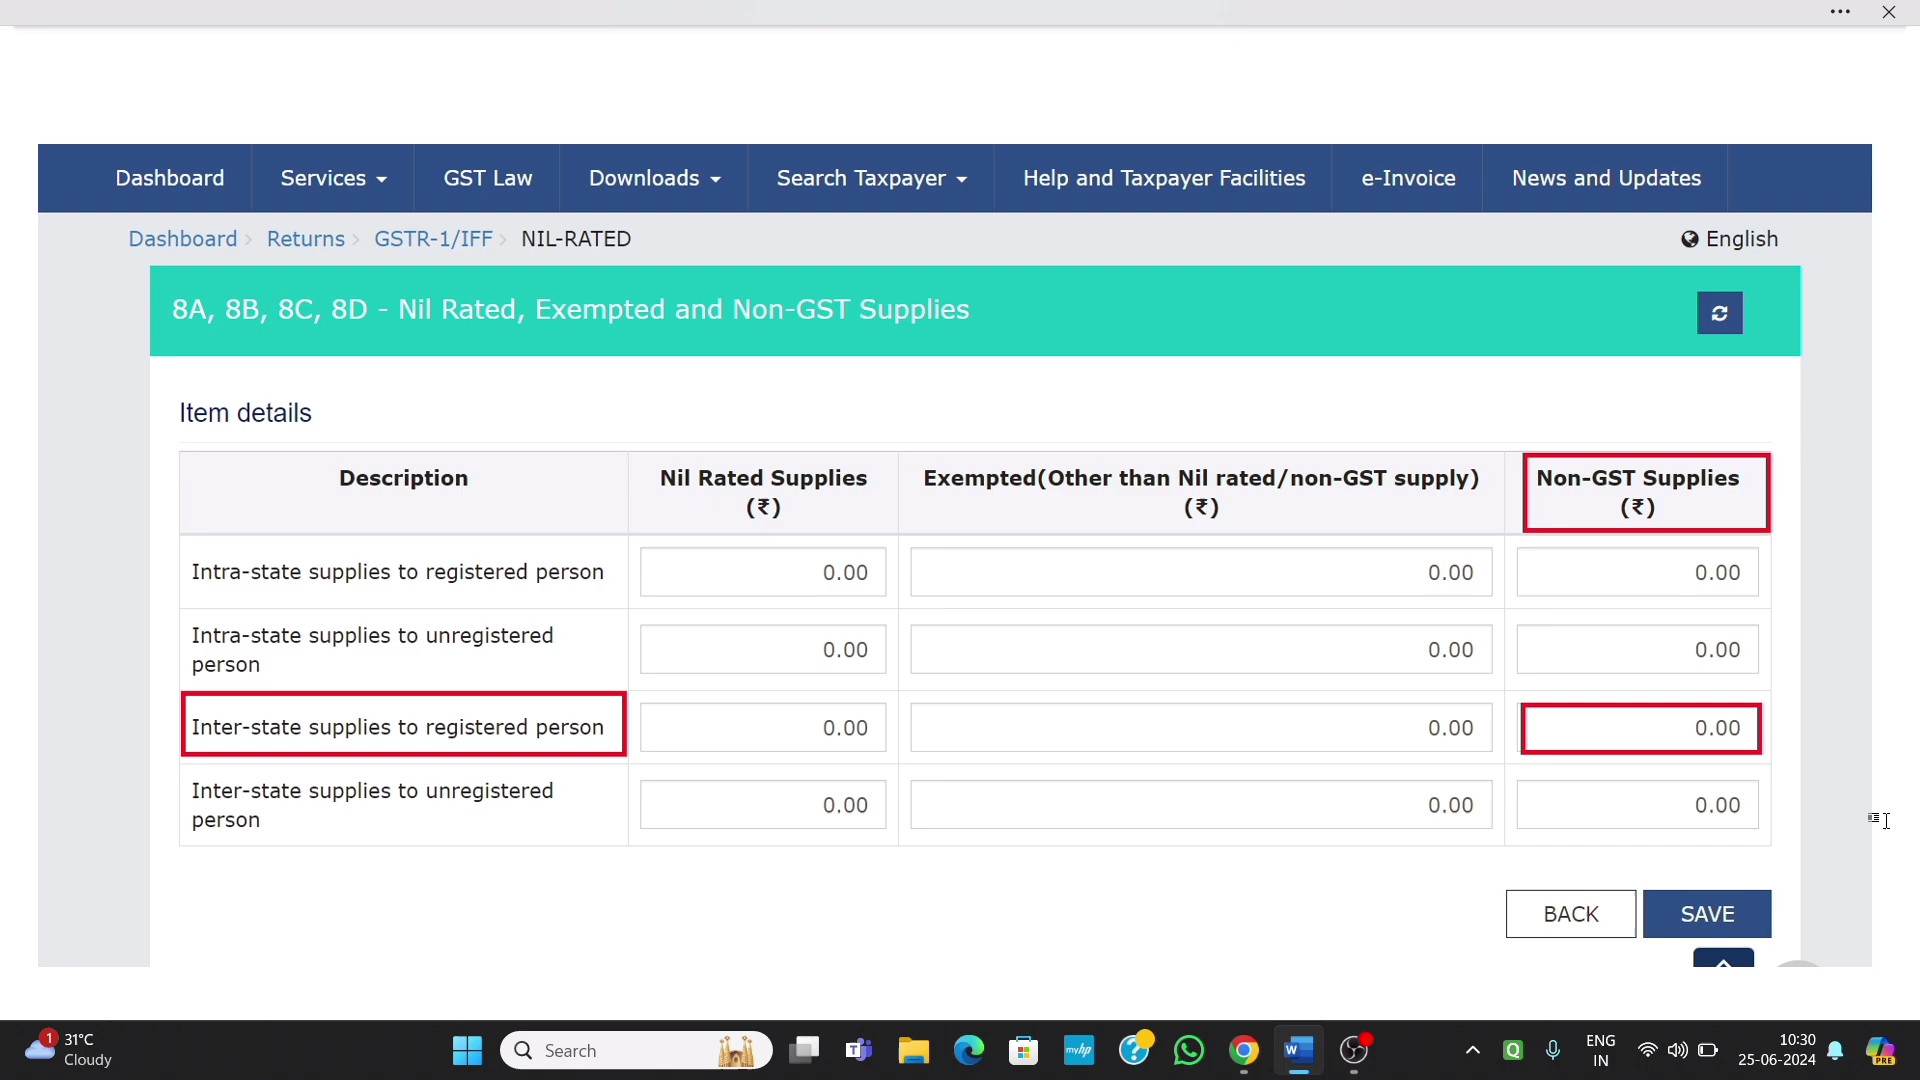 Dashboard Services GST Law Downloads Search Taxpayer Help and Taxpayer Facilities e-Invoice News and Updates
Dashboard Returns GSTR-1/IFF NIL-RATED English
8A, 8B, 8C, 8D - Nil Rated, Exempted and Non-GST Supplies
Item details
Description Nil Rated Supplies Exempted(Other than Nil rated/non-GST supply) Non-GST Supplies
(₹) (₹) (₹)
Intra-state supplies to registered person 0.00 0.00 0.00
Intra-state supplies to unregistered
person 0.00 0.00 0.00
Inter-state supplies to registered person 0.00 0.00 0.00
Inter-state supplies to unregistered
person 0.00 0.00 0.00
BACK SAVE
1 31°C
Cloudy
Search
myhp
ENG
IN
10:30
25-06-2024
PRE